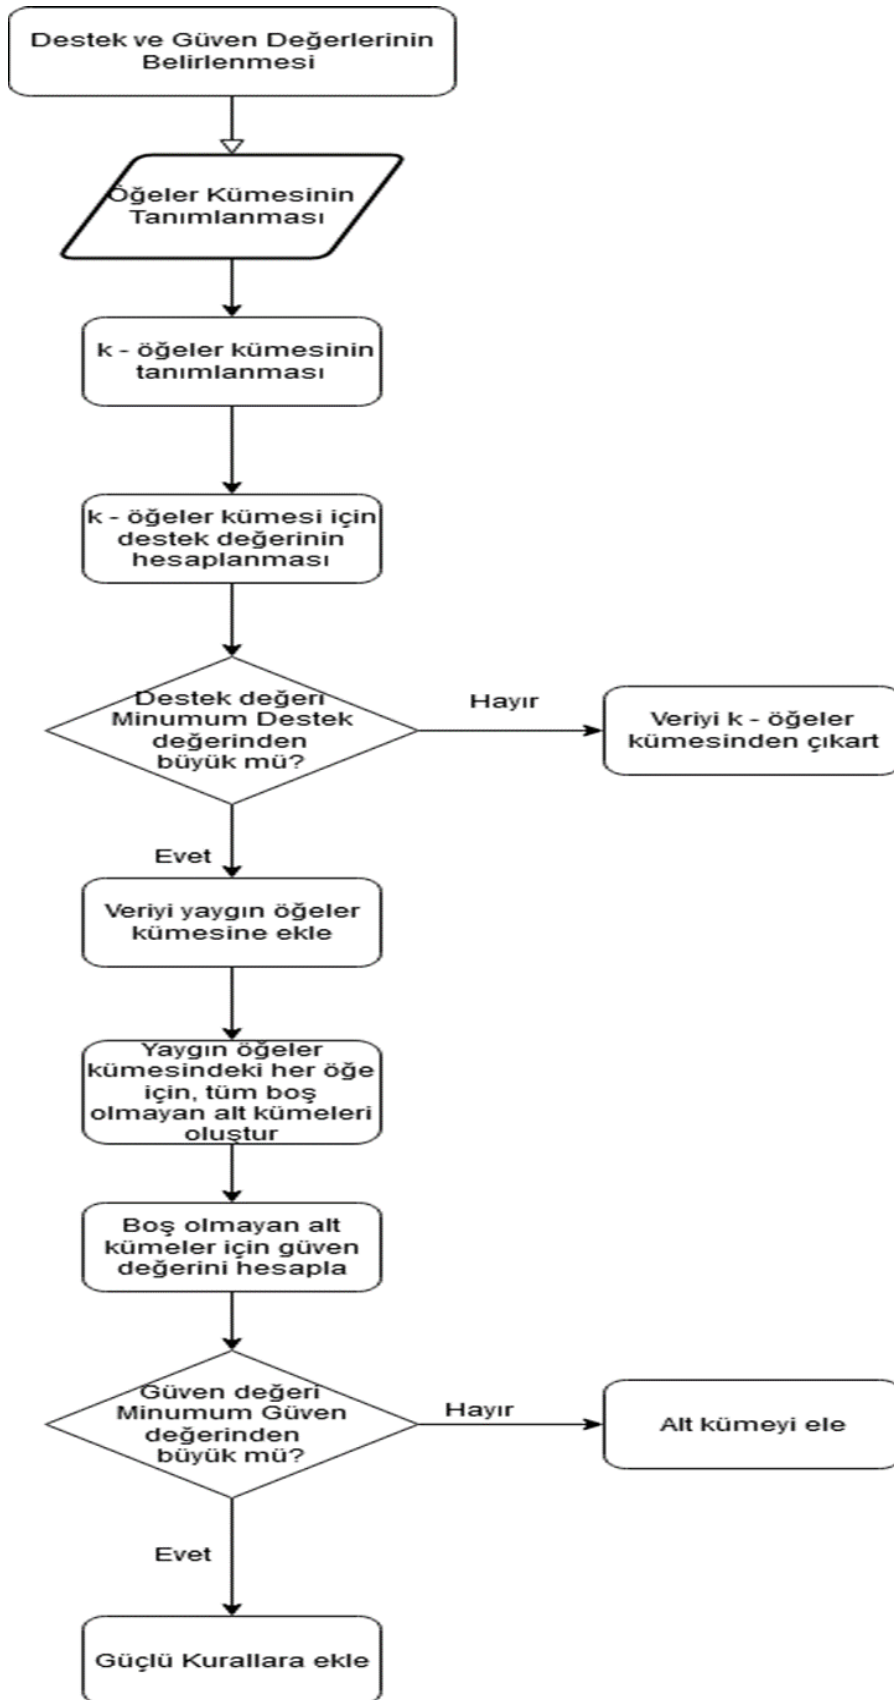 Destek ve Güven Değerlerinin
Belirlenmesi
Öğeler Kümesinin
Tanımlanması
k - öğeler kümesinin
tanımlanması
k - öğeler kümesi için
destek değerinin
hesaplanması
Destek değeri
Minumum Destek
değerinden
büyük mü?
Hayır
Veriyi k - öğeler
kümesinden çıkart
Evet
Veriyi yaygın öğeler
kümesine ekle
Yaygın öğeler
kümesindeki her öğe
için, tüm boş
olmayan alt kümeleri
oluştur
Boş olmayan alt
kümeler için güven
değerini hesapla
Güven değeri
Minumum Güven
değerinden
büyük mü?
Hayır
Alt kümeyi ele
Evet
Güçlü Kurallara ekle